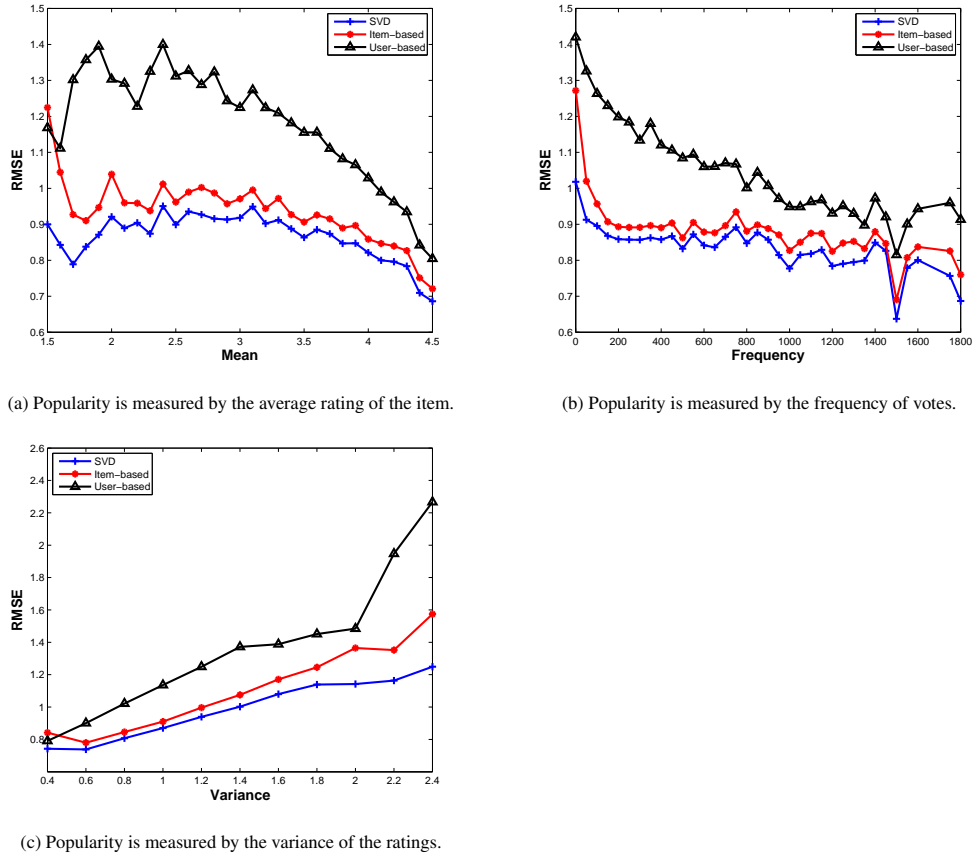 1.5
1.4
1.3
1.2
1.1
1
0.9
0.8
0.7
0.6
RMSE
SVD
Item−based
User−based
1.5 2 2.5 3 3.5 4 4.5
Mean
(a) Popularity is measured by the average rating of the item.
1.5
1.4
1.3
1.2
1.1
1
0.9
0.8
0.7
0.6
RMSE
SVD
Item−based
User−based
0 200 400 600 800 1000 1200 1400 1600 1800
Frequency
(b) Popularity is measured by the frequency of votes.
2.6
2.4
2.2
2
1.8
1.6
1.4
1.2
1
0.8
RMSE
SVD
Item−based
User−based
0.4 0.6 0.8 1 1.2 1.4 1.6 1.8 2 2.2 2.4
Variance
(c) Popularity is measured by the variance of the ratings.